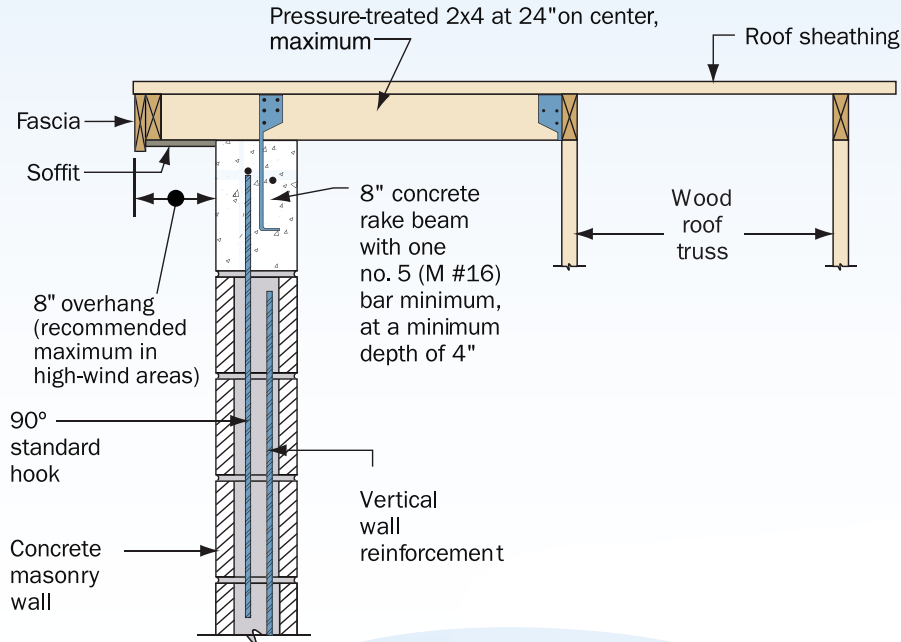 Pressure-treated 2x4 at 24" on center,
maximum
Roof sheathing
Fascia
Soffit
8" concrete
rake beam
with one
no. 5 (M #16)
bar minimum,
at a minimum
depth of 4"
Wood
roof
truss
8" overhang
(recommended
maximum in
high-wind areas)
90°
standard
hook
Vertical
wall
reinforcement
Concrete
masonry
wall